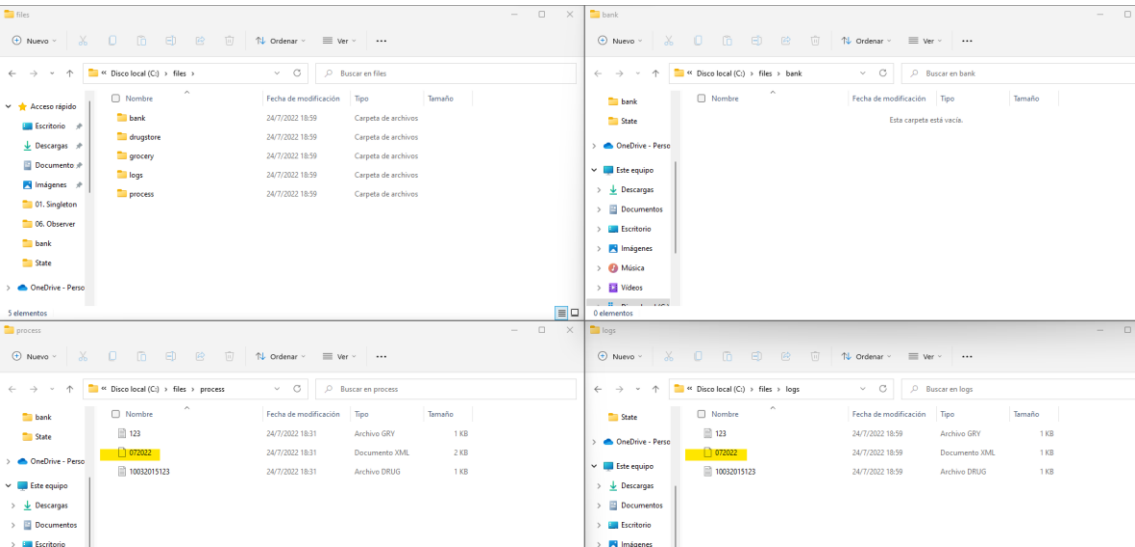 files
Nuevo
Ordenar
Ver
« Disco local (C:) › files ›
Buscar en files
Acceso rápido
Escritorio
Descargas
Documento
Imágenes
01. Singleton
06. Observer
bank
State
OneDrive - Perso
Nombre Fecha de modificación Tipo Tamaño
bank 24/7/2022 18:59 Carpeta de archivos
drugstore 24/7/2022 18:59 Carpeta de archivos
grocery 24/7/2022 18:59 Carpeta de archivos
logs 24/7/2022 18:59 Carpeta de archivos
process 24/7/2022 18:59 Carpeta de archivos
5 elementos
bank
Nuevo
Ordenar
Ver
« Disco local (C:) › files › bank
Buscar en bank
bank
State
OneDrive - Perso
Este equipo
Descargas
Documentos
Escritorio
Imágenes
Música
Vídeos
Nombre Fecha de modificación Tipo Tamaño
Esta carpeta está vacía.
0 elementos
process
Nuevo
Ordenar
Ver
« Disco local (C:) › files › process
Buscar en process
bank
State
OneDrive - Perso
Este equipo
Descargas
Documentos
Escritorio
Nombre Fecha de modificación Tipo Tamaño
123 24/7/2022 18:31 Archivo GRY 1 KB
072022 24/7/2022 18:31 Documento XML 2 KB
10032015123 24/7/2022 18:31 Archivo DRUG 1 KB
logs
Nuevo
Ordenar
Ver
« Disco local (C:) › files › logs
Buscar en logs
State
OneDrive - Perso
Este equipo
Descargas
Documentos
Escritorio
Imágenes
Nombre Fecha de modificación Tipo Tamaño
123 24/7/2022 18:59 Archivo GRY 1 KB
072022 24/7/2022 18:59 Documento XML 1 KB
10032015123 24/7/2022 18:59 Archivo DRUG 1 KB